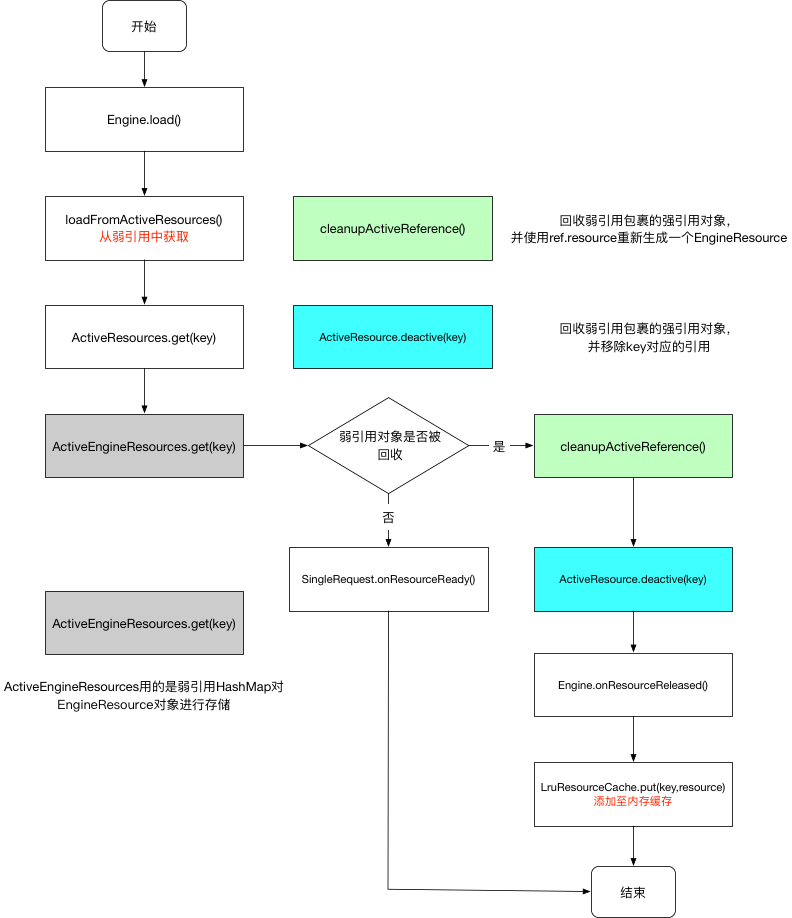 开始
Engine.load()
loadFromActiveResources()
从弱引用中获取
cleanupActiveReference()
回收弱引用包裹的强引用对象，
并使用ref.resource重新生成一个EngineResource
ActiveResources.get(key)
ActiveResource.deactive(key)
回收弱引用包裹的强引用对象，
并移除key对应的引用
ActiveEngineResources.get(key)
弱引用对象是否被
回收
是
cleanupActiveReference()
否
SingleRequest.onResourceReady()
ActiveResource.deactive(key)
ActiveEngineResources.get(key)
ActiveEngineResources用的是弱引用HashMap对
EngineResource对象进行存储
Engine.onResourceReleased()
LruResourceCache.put(key,resource)
添加至内存缓存
结束